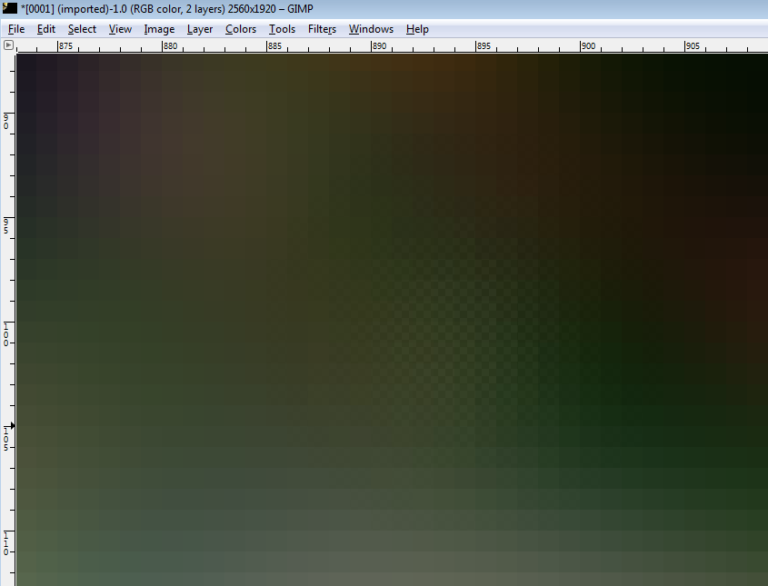 *[0001] (imported)-1.0 (RGB color, 2 layers) 2560x1920 – GIMP
File Edit Select View Image Layer Colors Tools Filters Windows Help
875 880 885 890 895 900 905
90
95
100
105
110